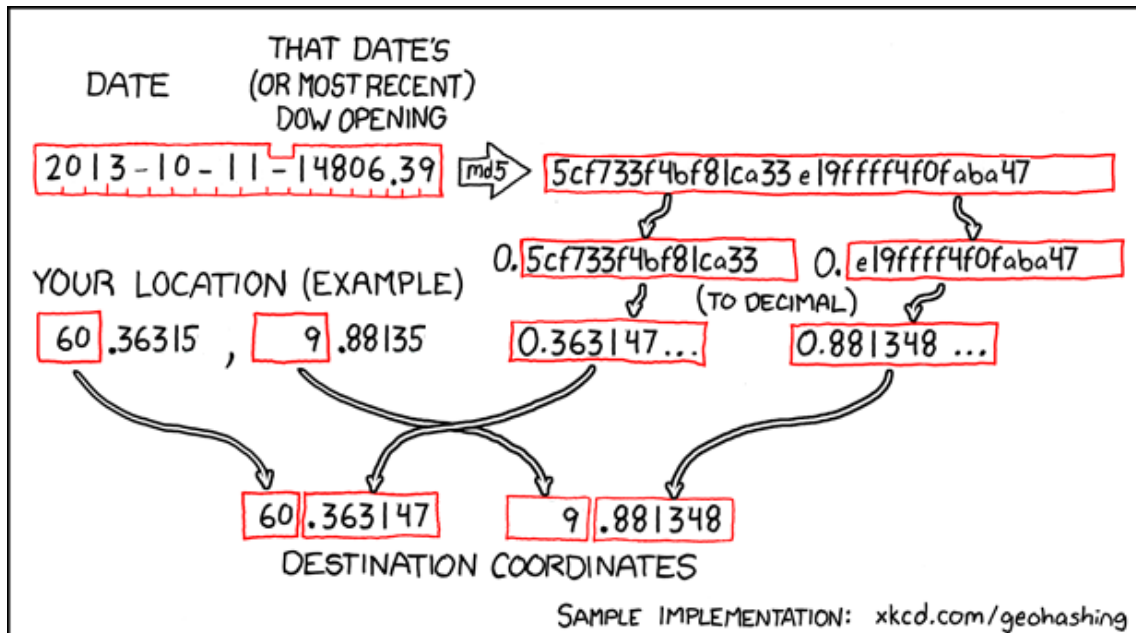 THAT DATE'S
DATE (OR MOST RECENT)
DOW OPENING
2013-10-11-14806.39 md5 5cf733f4bf81ca33 e19ffff4f0faba47
0. 5cf733f4bf81ca33 0. e19ffff4f0faba47
YOUR LOCATION (EXAMPLE) (TO DECIMAL)
60 .36315 , 9 .88135 0.363147... 0.881348 ...
60 .363147 9 .881348
DESTINATION COORDINATES
SAMPLE IMPLEMENTATION: xkcd.com/geohashing